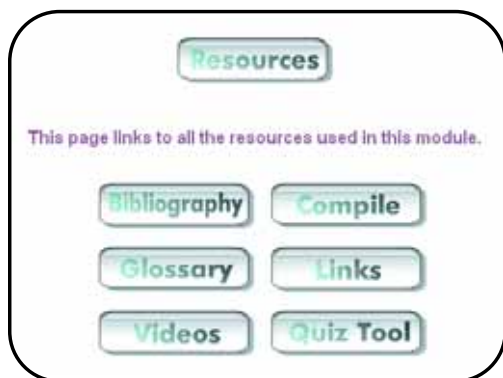 Resources
This page links to all the resources used in this module.
Bibliography Compile
Glossary Links
Videos Quiz Tool